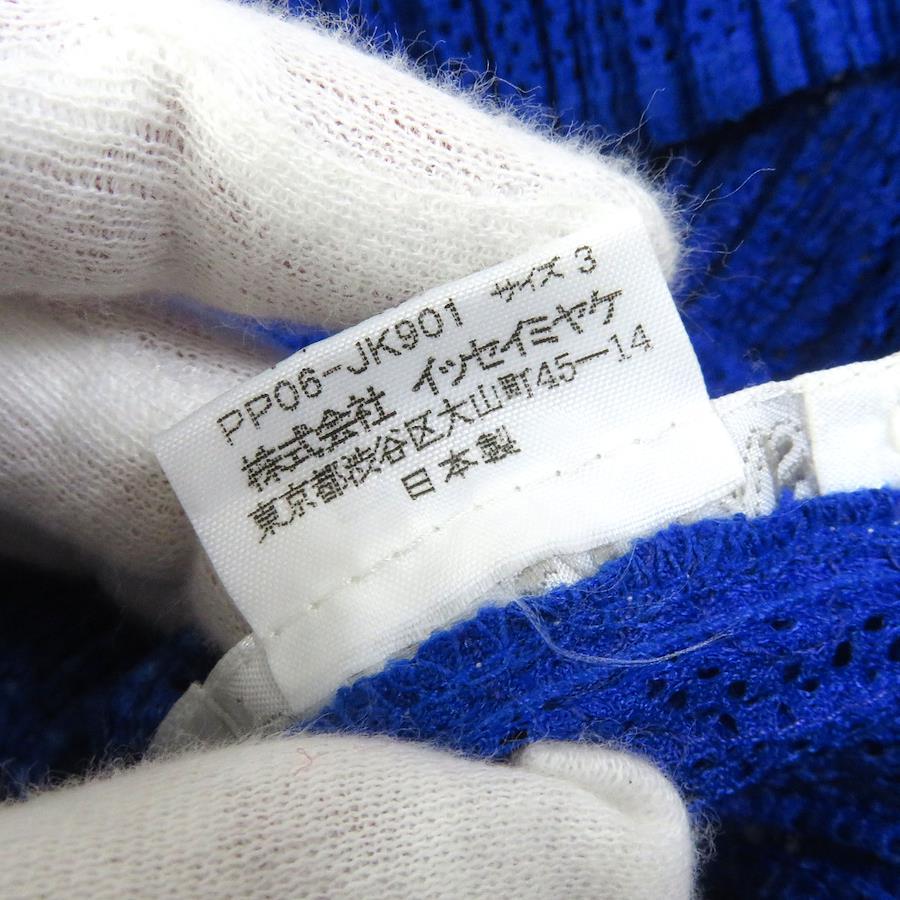 PP06-JK901 サイズ 3
株式会社 イッセイミヤケ
東京都渋谷区大山町45-14
日本製